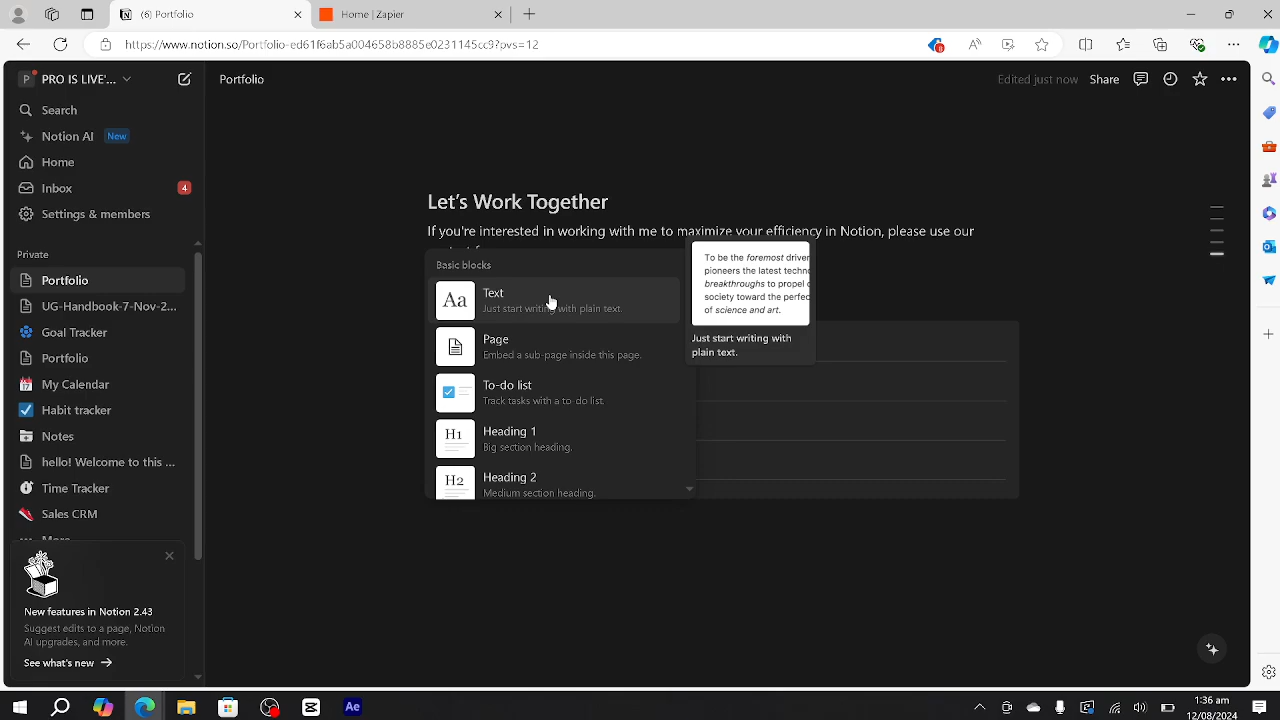 (6) Portfolio
Home | Zapier
https://www.notion.so/Portfolio-ed61f6ab5a004658b8885e0231145c69?pvs=12
8
P
PRO IS LIVE'...
Portfolio
Edited just now
Share
Search
Notion AI New
Home
Inbox
4
Settings & members
Private
Portfolio
UG-Handbook-7-Nov-2...
Goal Tracker
Portfolio
My Calendar
Habit tracker
Notes
hello! Welcome to this ...
Time Tracker
Sales CRM
More
New features in Notion 2.43
Suggest edits to a page, Notion
AI upgrades, and more.
See what's new →
Let's Work Together
If you're interested in working with me to maximize your efficiency in Notion, please use our
Basic blocks
Aa
Text
Just start writing with plain text.
Page
Embed a sub-page inside this page.
To-do list
Track tasks with a to-do list.
H1
Heading 1
Big section heading.
H2
Heading 2
Medium section heading.
To be the foremost driver
pioneers the latest techn
breakthroughs to propel
society toward the perfec
of science and art.
Just start writing with
plain text.
Ae
1:36 am
12/08/2024